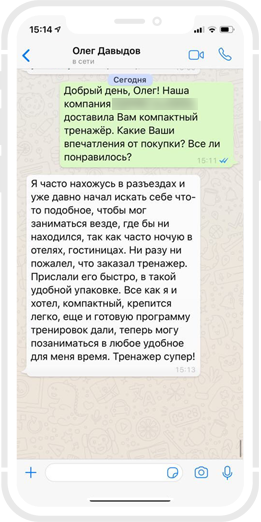 15:14
Олег Давыдов
в сети
Сегодня
Добрый день, Олег! Наша
компания
доставила Вам компактный
тренажёр. Какие Ваши
впечатления от покупки? Все ли
понравилось?
15:11
Я часто нахожусь в разъездах и
уже давно начал искать себе что-
то подобное, чтобы мог
заниматься везде, где бы ни
находился, так как часто ночую в
отелях, гостиницах. Ни разу ни
пожалел, что заказал тренажер.
Прислали его быстро, в такой
удобной упаковке. Все как я и
хотел, компактный, крепится
легко, еще и готовую программу
тренировок дали, теперь могу
позаниматься в любое удобное
для меня время. Тренажер супер!
15:13